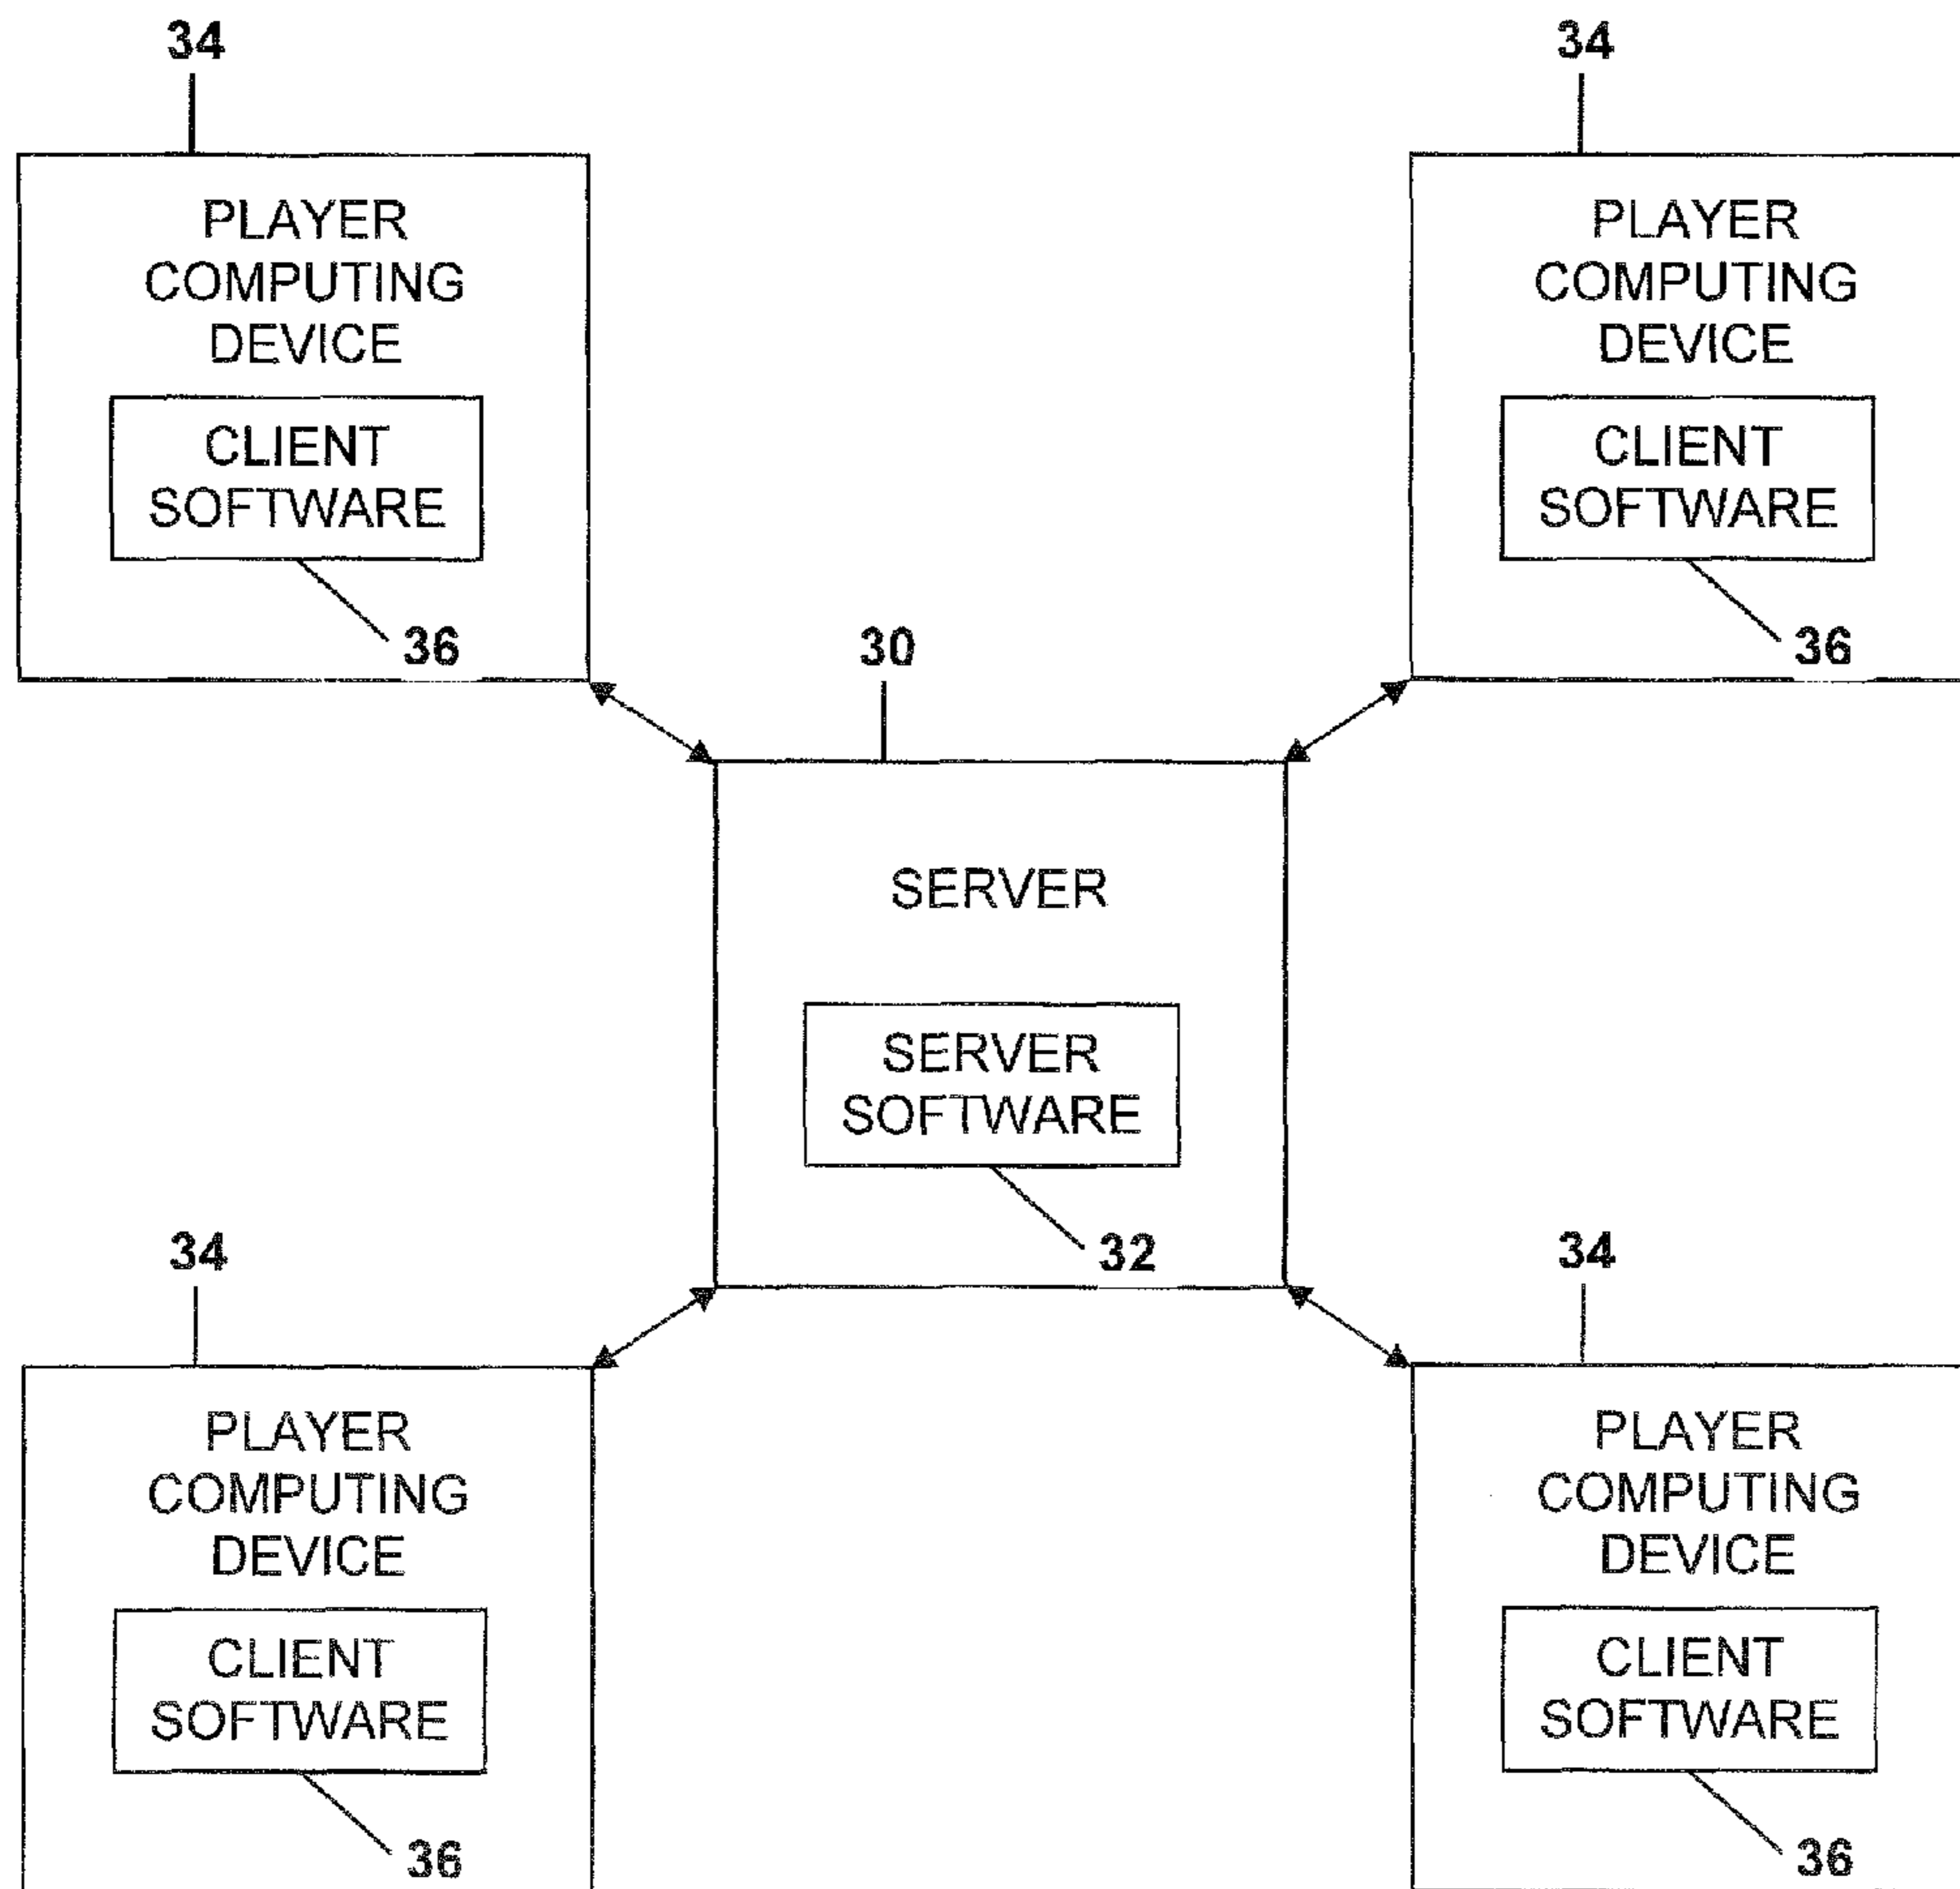 34
34
PLAYER
COMPUTING
DEVICE
CLIENT
SOFTWARE
36
PLAYER
COMPUTING
DEVICE
CLIENT
SOFTWARE
36
30
SERVER
SERVER
SOFTWARE
32
34
34
PLAYER
COMPUTING
DEVICE
CLIENT
SOFTWARE
36
PLAYER
COMPUTING
DEVICE
CLIENT
SOFTWARE
36